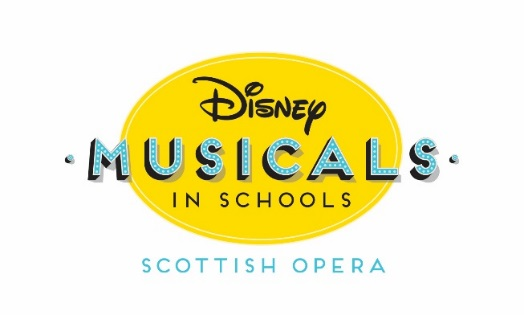 Disney
MUSICALS
IN SCHOOLS
SCOTTISH OPERA